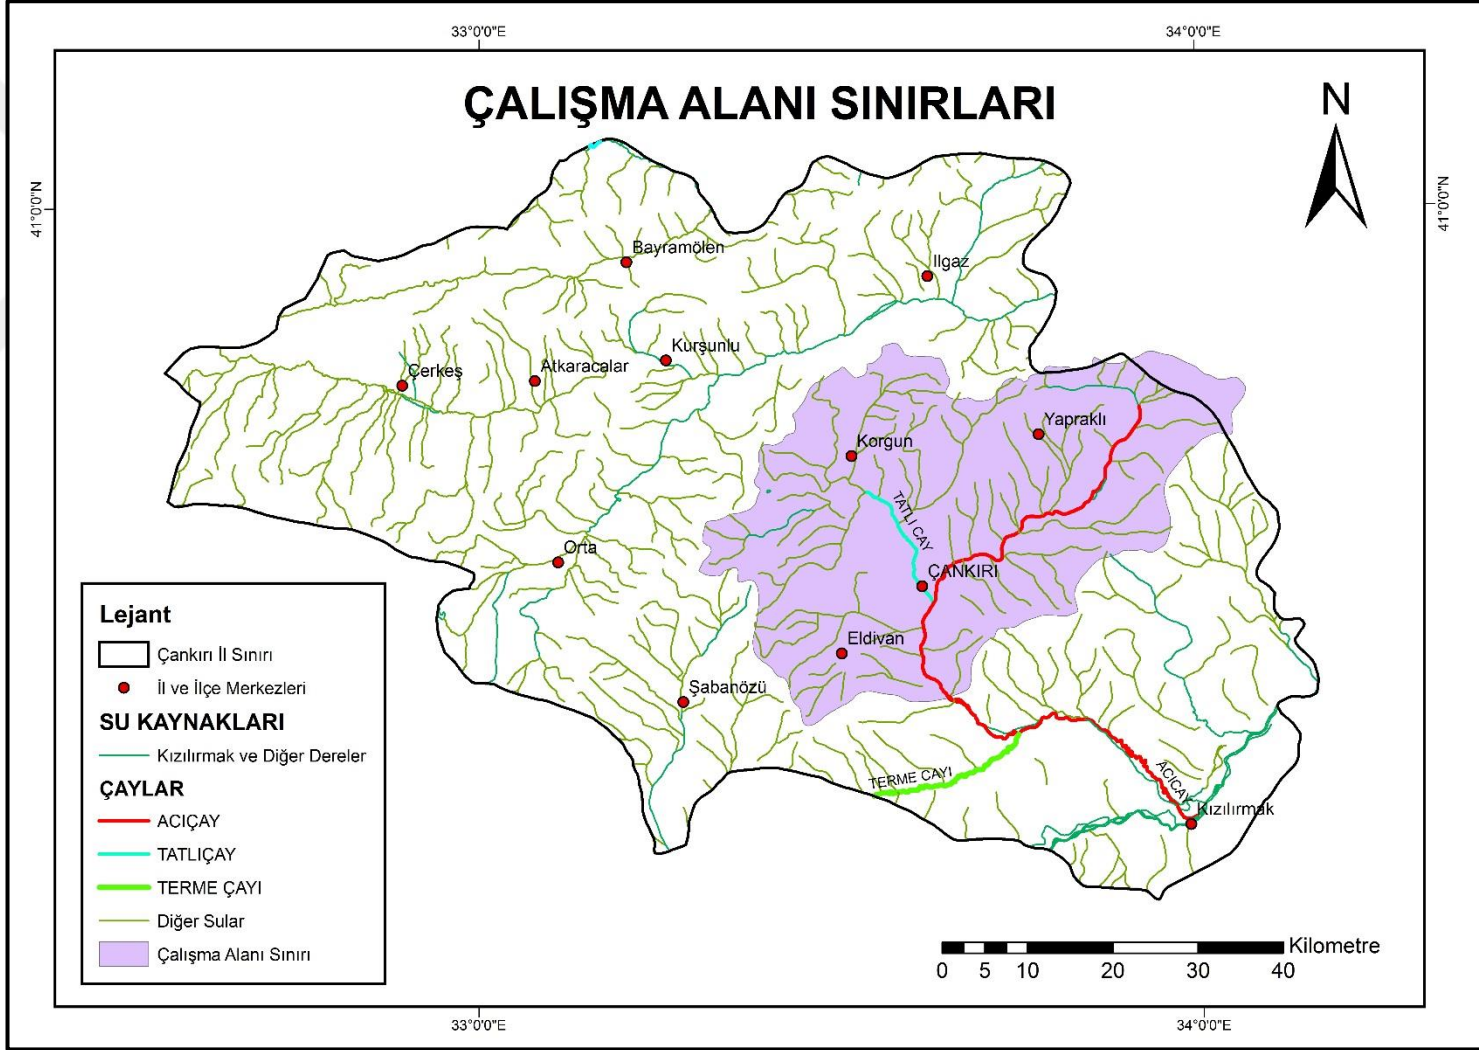 33°0'0"E
34°0'0"E
ÇALIŞMA ALANI SINIRLARI
N
41°0'0"N
41°0'0"N
Bayramölen
Ilgaz
Kurşunlu
Atkaracalar
Çerkeş
Yapraklı
Korgun
TATLI ÇAY
Orta
ÇANKIRI
Eldivan
Şabanözü
TERME ÇAYI
ACIÇAY
Kızılırmak
Lejant
Çankırı İl Sınırı
İl ve İlçe Merkezleri
SU KAYNAKLARI
Kızılırmak ve Diğer Dereler
ÇAYLAR
ACIÇAY
TATLIÇAY
TERME ÇAYI
Diğer Sular
Çalışma Alanı Sınırı
Kilometre
0 5 10 20 30 40
33°0'0"E
34°0'0"E